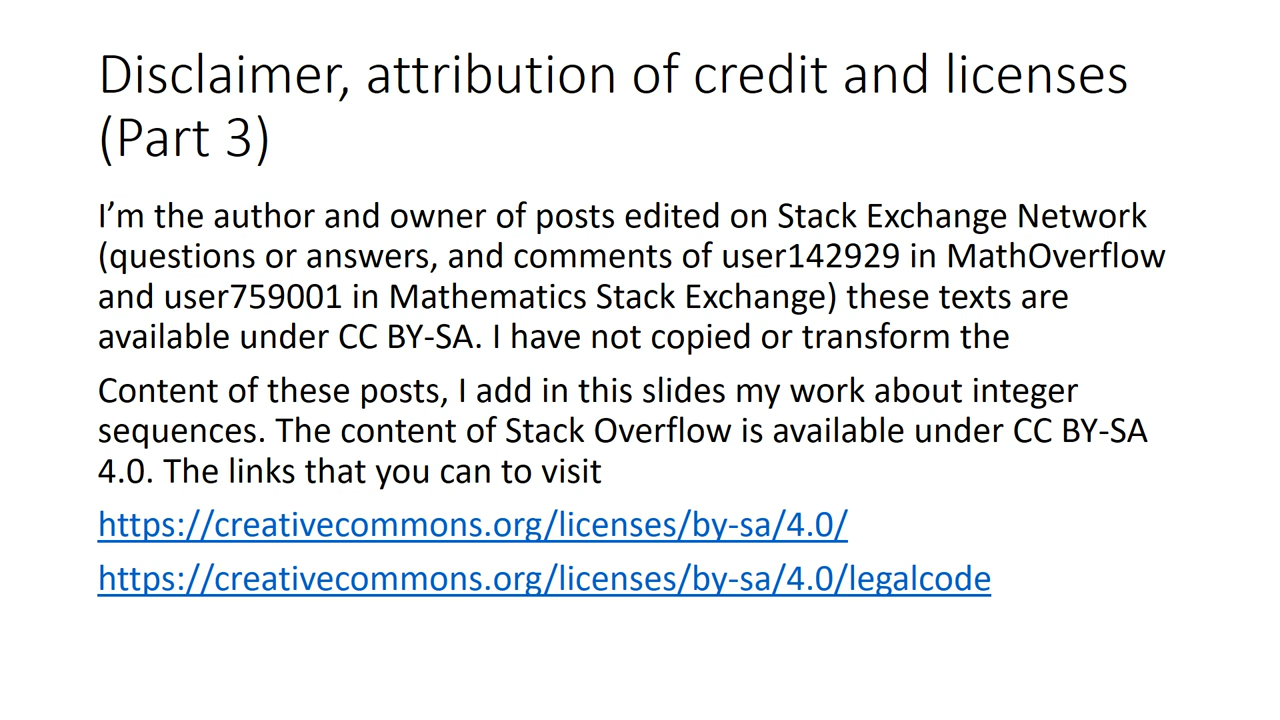 Disclaimer, attribution of credit and licenses
(Part 3)
I’m the author and owner of posts edited on Stack Exchange Network
(questions or answers, and comments of user142929 in MathOverflow
and user759001 in Mathematics Stack Exchange) these texts are
available under CC BY-SA. I have not copied or transform the
Content of these posts, I add in this slides my work about integer
sequences. The content of Stack Overflow is available under CC BY-SA
4.0. The links that you can to visit
https://creativecommons.org/licenses/by-sa/4.0/
https://creativecommons.org/licenses/by-sa/4.0/legalcode